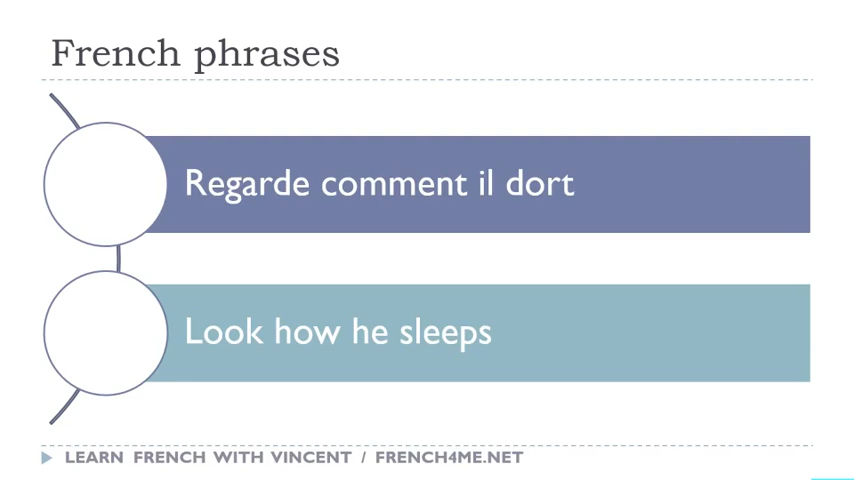 French phrases
Regarde comment il dort
Look how he sleeps
LEARN FRENCH WITH VINCENT / FRENCH4ME.NET